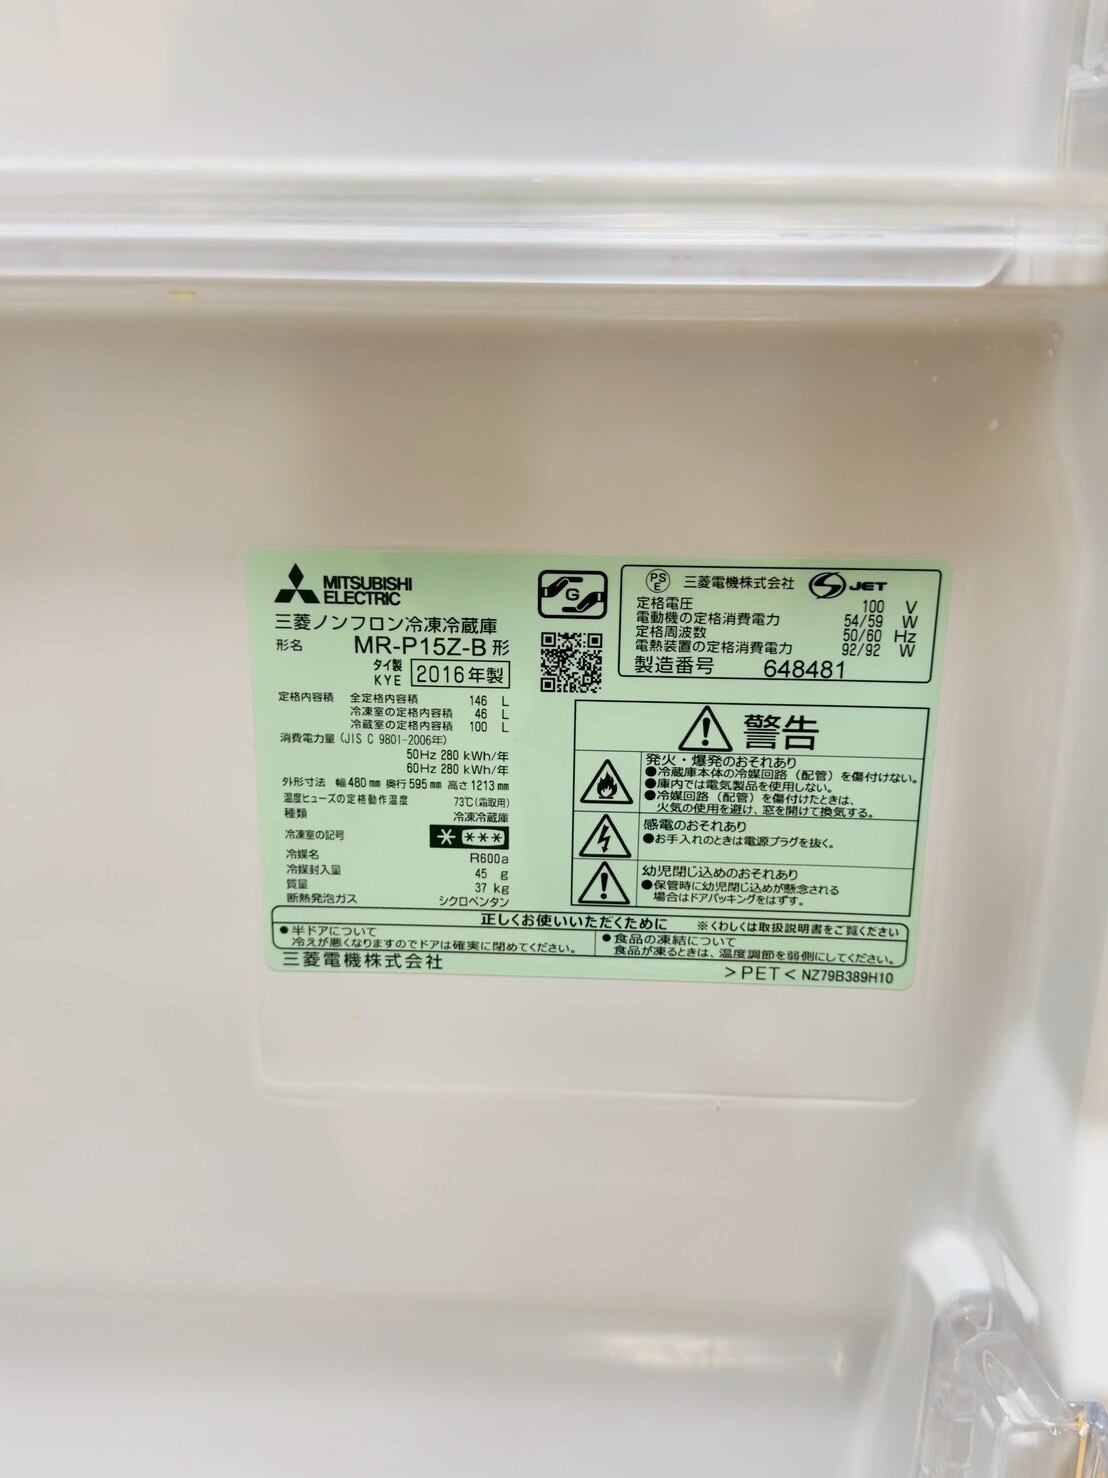 MITSUBISHI
ELECTRIC
三菱ノンフロン冷凍冷蔵庫
形名 MR-P15Z-B 形
タイ製
KYE 2016年製
定格内容積 全定格内容積 146 L
冷凍室の定格内容積 46 L
冷蔵室の定格内容積 100 L
消費電力量 (JIS C 9801-2006年)
50Hz 280 kWh/年
60Hz 280 kWh/年
外形寸法 幅 480 mm 奥行 595 mm 高さ 1213 mm
温度ヒューズの定格動作温度 73℃(霜取用)
種類 冷凍冷蔵庫
冷凍室の記号 * ***
冷媒名 R600a
冷媒封入量 45 g
質量 37 kg
断熱発泡ガス シクロペンタン
G
PS
E 三菱電機株式会社 S JET
定格電圧 100 V
電動機の定格消費電力 54/59 W
定格周波数 50/60 Hz
電熱装置の定格消費電力 92/92 W
製造番号 648481
警告
発火・爆発のおそれあり
●冷蔵庫本体の冷媒回路(配管)を傷付けない。
●庫内では電気製品を使用しない。
●冷媒回路(配管)を傷付けたときは、
火気の使用を避け、窓を開けて換気する。
感電のおそれあり
●お手入れのときは電源プラグを抜く。
幼児閉じ込めのおそれあり
●保管時に幼児閉じ込めが懸念される
場合はドアパッキングをはずす。
正しくお使いいただくために ※くわしくは取扱説明書をご覧ください
●半ドアについて
冷えが悪くなりますのでドアは確実に閉めてください。
●食品の凍結について
食品が凍るときは、温度調節を弱側にしてください。
三菱電機株式会社
>PET< NZ79B389H10